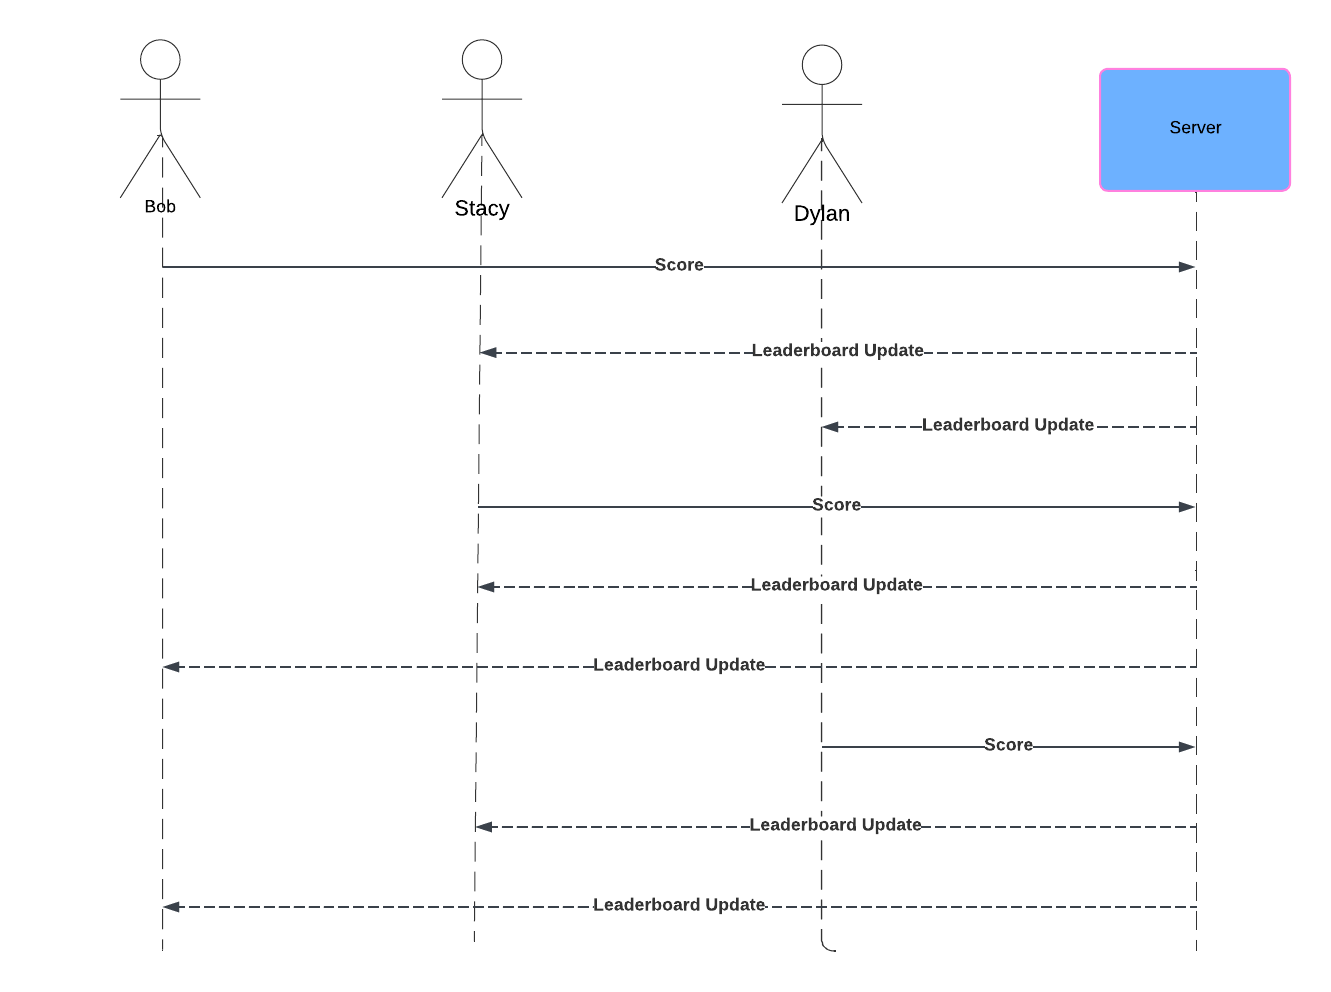 Server
Bob
Stacy
Dylan
Score
Leaderboard Update
Leaderboard Update
Score
Leaderboard Update
Leaderboard Update
Score
Leaderboard Update
Leaderboard Update